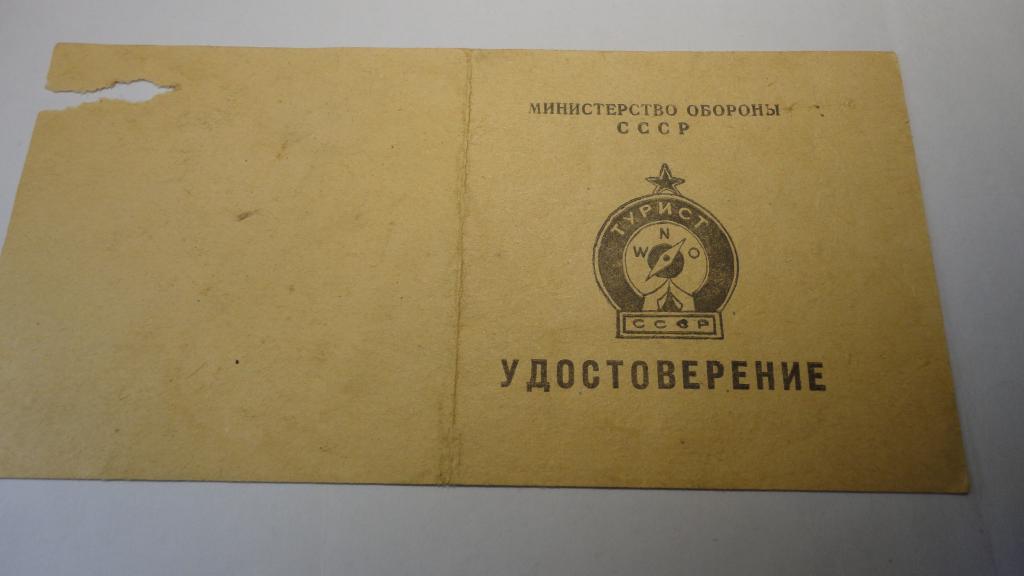 МИНИСТЕРСТВО ОБОРОНЫ
СССР
ТУРИСТ
N
W O
СССР
УДОСТОВЕРЕНИЕ